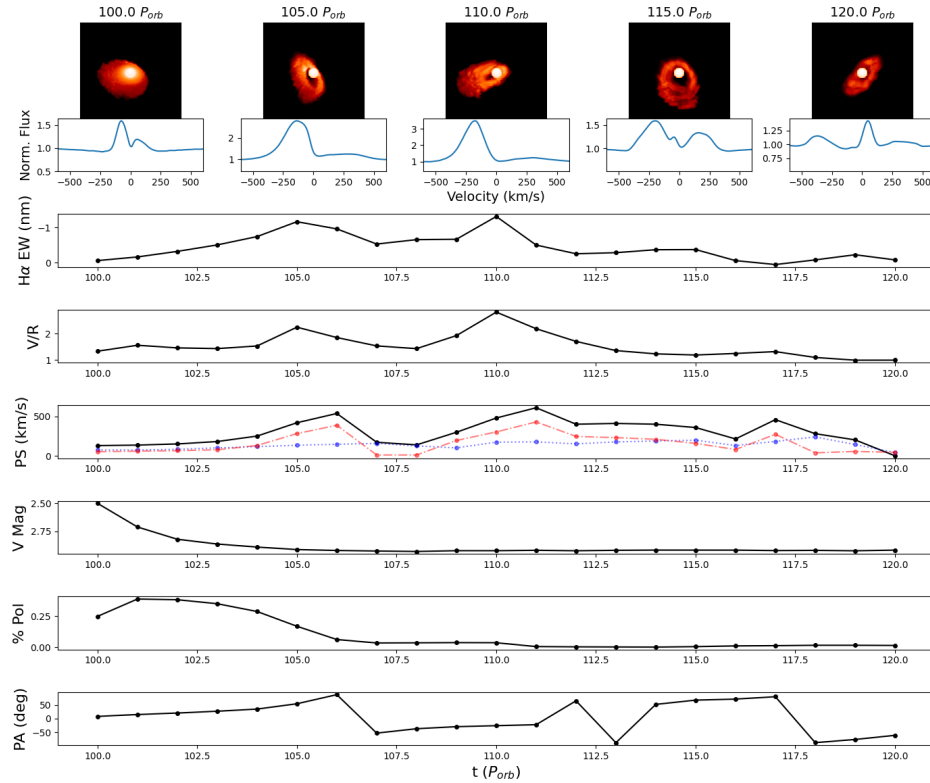 100.0 P_orb 105.0 P_orb 110.0 P_orb 115.0 P_orb 120.0 P_orb
Norm. Flux
1.5 1.0 0.5
2 1
3 2 1
1.5 1.0
1.25 1.00 0.75
−500 −250 0 250 500 −500 −250 0 250 500 −500 −250 0 250 500 −500 −250 0 250 500 −500 −250 0 250 500
Velocity (km/s)
Hα EW (nm)
−1
0
100.0 102.5 105.0 107.5 110.0 112.5 115.0 117.5 120.0
V/R
2
1
100.0 102.5 105.0 107.5 110.0 112.5 115.0 117.5 120.0
PS (km/s)
500
0
100.0 102.5 105.0 107.5 110.0 112.5 115.0 117.5 120.0
V Mag
2.50
2.75
100.0 102.5 105.0 107.5 110.0 112.5 115.0 117.5 120.0
% Pol
0.25
0.00
100.0 102.5 105.0 107.5 110.0 112.5 115.0 117.5 120.0
PA (deg)
50
0
−50
100.0 102.5 105.0 107.5 110.0 112.5 115.0 117.5 120.0
t (P_orb)